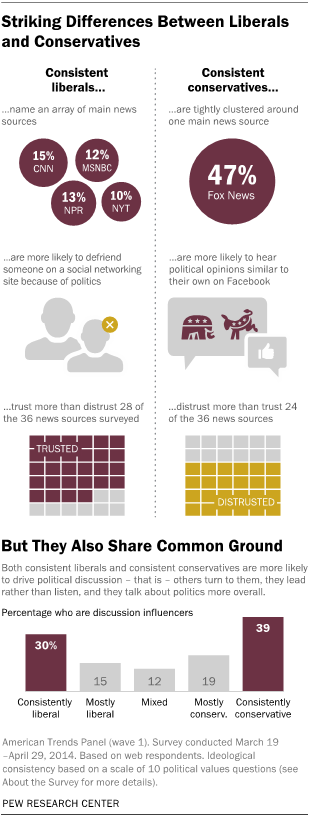 Striking Differences Between Liberals
and Conservatives
Consistent
liberals...
...name an array of main news
sources
15%
CNN
12%
MSNBC
13%
NPR
10%
NYT
...are more likely to defriend
someone on a social networking
site because of politics
...trust more than distrust 28 of
the 36 news sources surveyed
TRUSTED
Consistent
conservatives...
...are tightly clustered around
one main news source
47%
Fox News
...are more likely to hear
political opinions similar to
their own on Facebook
...distrust more than trust 24
of the 36 news sources
DISTRUSTED
But They Also Share Common Ground
Both consistent liberals and consistent conservatives are more likely
to drive political discussion – that is – others turn to them, they lead
rather than listen, and they talk about politics more overall.
Percentage who are discussion influencers
30%
15
12
19
39
Consistently
liberal
Mostly
liberal
Mixed
Mostly
conserv.
Consistently
conservative
American Trends Panel (wave 1). Survey conducted March 19
–April 29, 2014. Based on web respondents. Ideological
consistency based on a scale of 10 political values questions (see
About the Survey for more details).
PEW RESEARCH CENTER